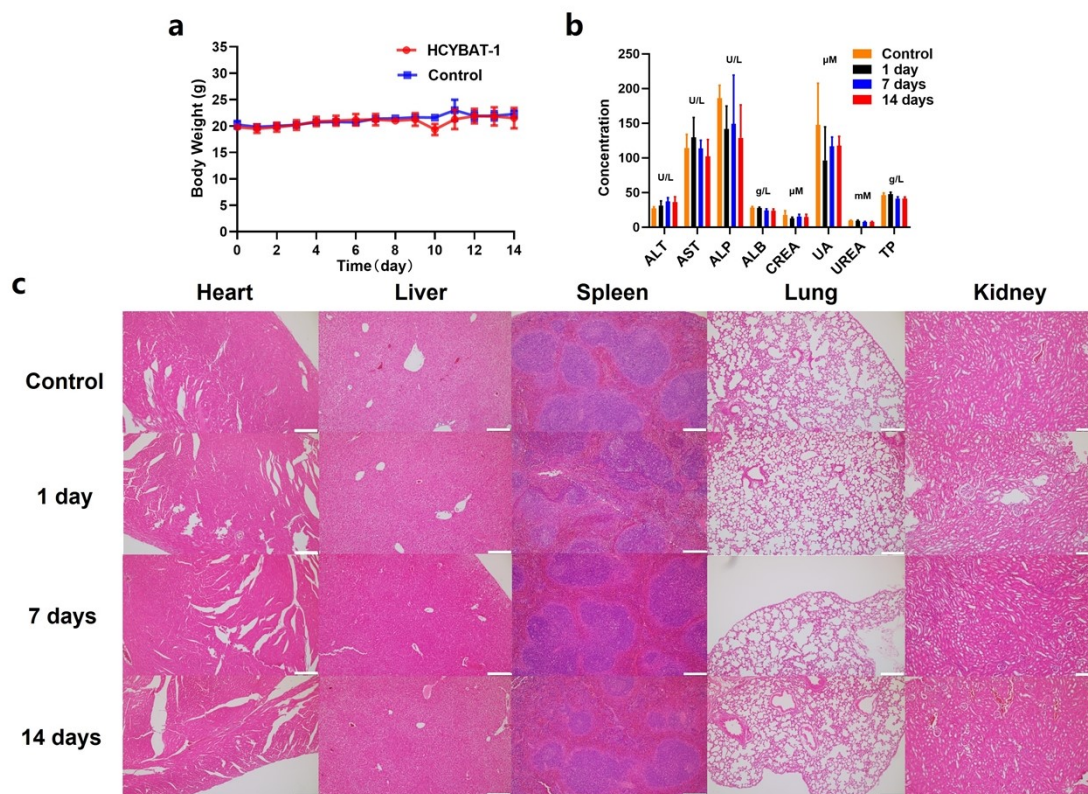 a
HCYBAT-1
Control
Body Weight (g)
35
30
25
20
15
10
5
0
0 2 4 6 8 10 12 14
Time(day)
b
Control
1 day
7 days
14 days
Concentration
250
200
150
100
50
0
U/L
U/L
U/L
g/L
μM
μM
mM
g/L
ALT
AST
ALP
ALB
CREA
UA
UREA
TP
c
Heart Liver Spleen Lung Kidney
Control
1 day
7 days
14 days